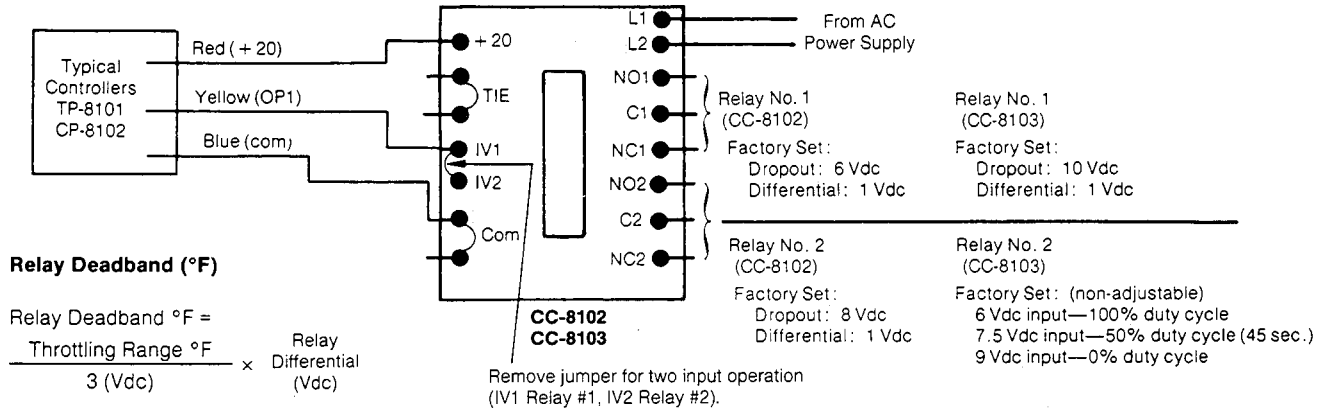 Typical
Controllers
TP-8101
CP-8102
Red (+ 20)
Yellow (OP1)
Blue (com)
+ 20
TIE
IV1
IV2
Com
L1
L2
NO1
C1
NC1
NO2
C2
NC2
From AC
Power Supply
Relay No. 1
(CC-8102)
Factory Set:
Dropout: 6 Vdc
Differential: 1 Vdc
Relay No. 1
(CC-8103)
Factory Set:
Dropout: 10 Vdc
Differential: 1 Vdc
Relay No. 2
(CC-8102)
Factory Set:
Dropout: 8 Vdc
Differential: 1 Vdc
Relay No. 2
(CC-8103)
Factory Set: (non-adjustable)
6 Vdc input—100% duty cycle
7.5 Vdc input—50% duty cycle (45 sec.)
9 Vdc input—0% duty cycle
CC-8102
CC-8103
Remove jumper for two input operation
(IV1 Relay #1, IV2 Relay #2).
Relay Deadband (°F)
Relay Deadband °F =
Throttling Range °F
3 (Vdc)
×
Relay
Differential
(Vdc)